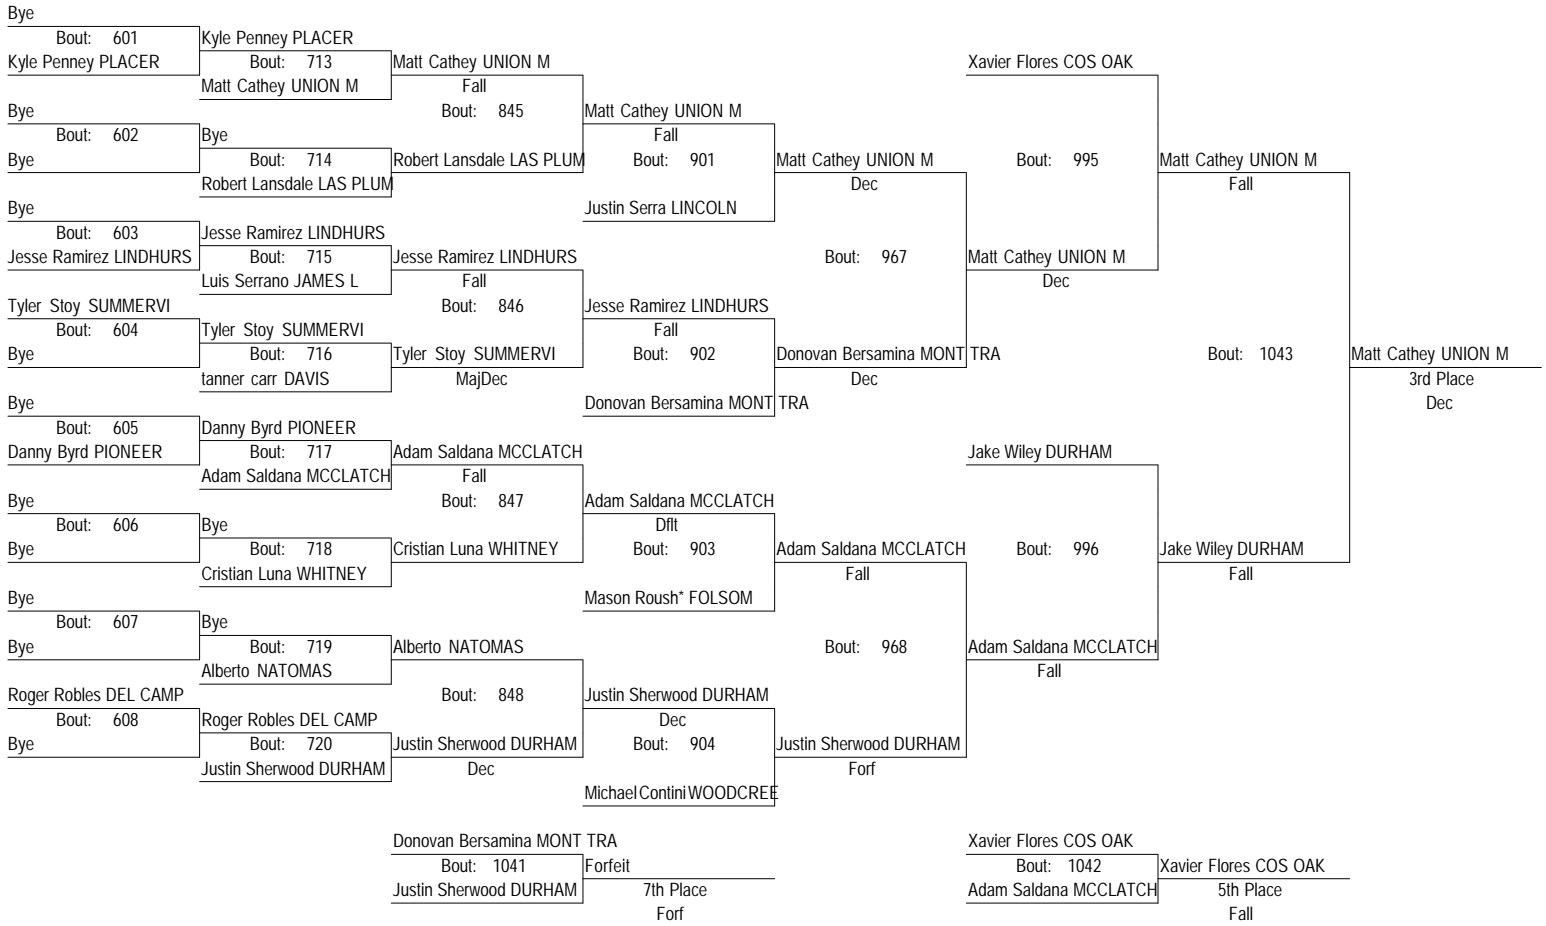 Bye
Bout: 601
Kyle Penney PLACER
Bye
Bout: 602
Bye
Bye
Bout: 603
Jesse Ramirez LINDHURS
Tyler Stoy SUMMERVI
Bout: 604
Bye
Bye
Bout: 605
Danny Byrd PIONEER
Bye
Bout: 606
Bye
Bye
Bout: 607
Bye
Roger Robles DEL CAMP
Bout: 608
Bye
Kyle Penney PLACER
Bout: 713
Matt Cathey UNION M
Bye
Bout: 714
Robert Lansdale LAS PLUM
Jesse Ramirez LINDHURS
Bout: 715
Luis Serrano JAMES L
Tyler Stoy SUMMERVI
Bout: 716
tanner carr DAVIS
Danny Byrd PIONEER
Bout: 717
Adam Saldana MCCLATCH
Bye
Bout: 718
Cristian Luna WHITNEY
Bye
Bout: 719
Alberto NATOMAS
Roger Robles DEL CAMP
Bout: 720
Justin Sherwood DURHAM
Matt Cathey UNION M
Fall
Bout: 845
Robert Lansdale LAS PLUM
Jesse Ramirez LINDHURS
Fall
Bout: 846
Tyler Stoy SUMMERVI
MajDec
Adam Saldana MCCLATCH
Fall
Bout: 847
Cristian Luna WHITNEY
Alberto NATOMAS
Bout: 848
Justin Sherwood DURHAM
Dec
Matt Cathey UNION M
Fall
Bout: 901
Justin Serra LINCOLN
Jesse Ramirez LINDHURS
Fall
Bout: 902
Donovan Bersamina MONT TRA
Adam Saldana MCCLATCH
Dflt
Bout: 903
Mason Roush* FOLSOM
Justin Sherwood DURHAM
Dec
Bout: 904
Michael Contini WOODCREE
Matt Cathey UNION M
Dec
Bout: 967
Donovan Bersamina MONT TRA
Dec
Adam Saldana MCCLATCH
Fall
Bout: 968
Justin Sherwood DURHAM
Forf
Xavier Flores COS OAK
Bout: 995
Matt Cathey UNION M
Dec
Jake Wiley DURHAM
Bout: 996
Adam Saldana MCCLATCH
Fall
Matt Cathey UNION M
Fall
Bout: 1043
Jake Wiley DURHAM
Fall
Matt Cathey UNION M
3rd Place
Dec
Donovan Bersamina MONT TRA
Bout: 1041
Justin Sherwood DURHAM
Forfeit
7th Place
Forf
Xavier Flores COS OAK
Bout: 1042
Adam Saldana MCCLATCH
Xavier Flores COS OAK
5th Place
Fall